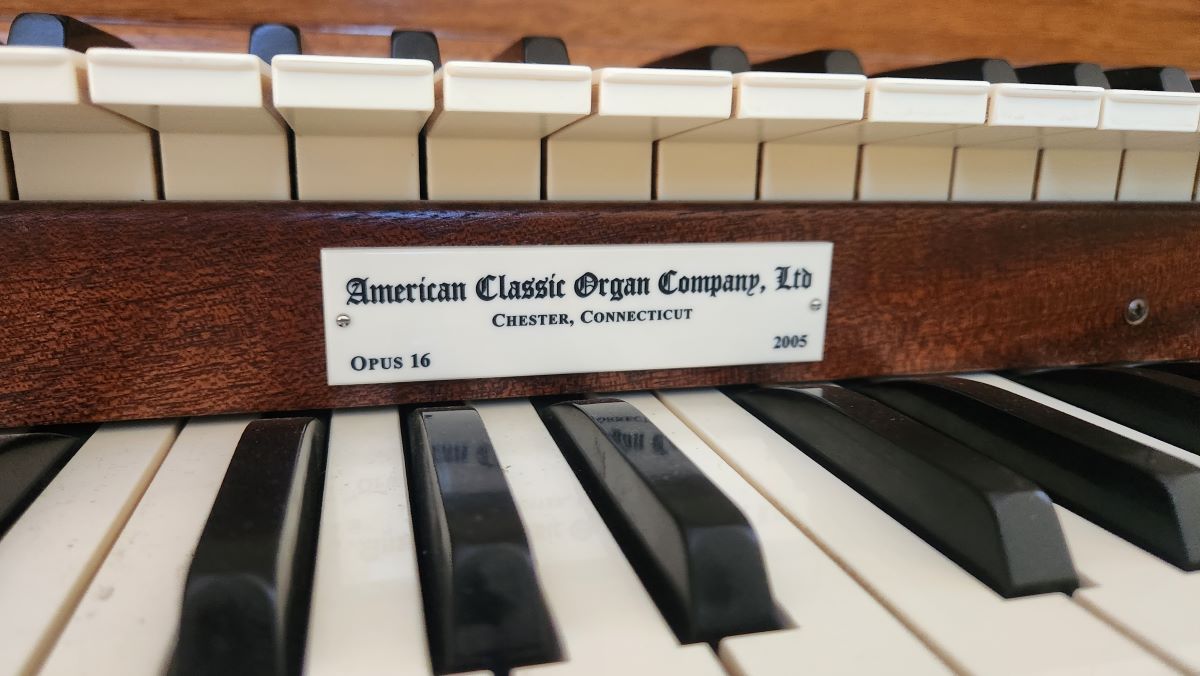 American Classic Organ Company, Ltd
CHESTER, CONNECTICUT
OPUS 16
2005